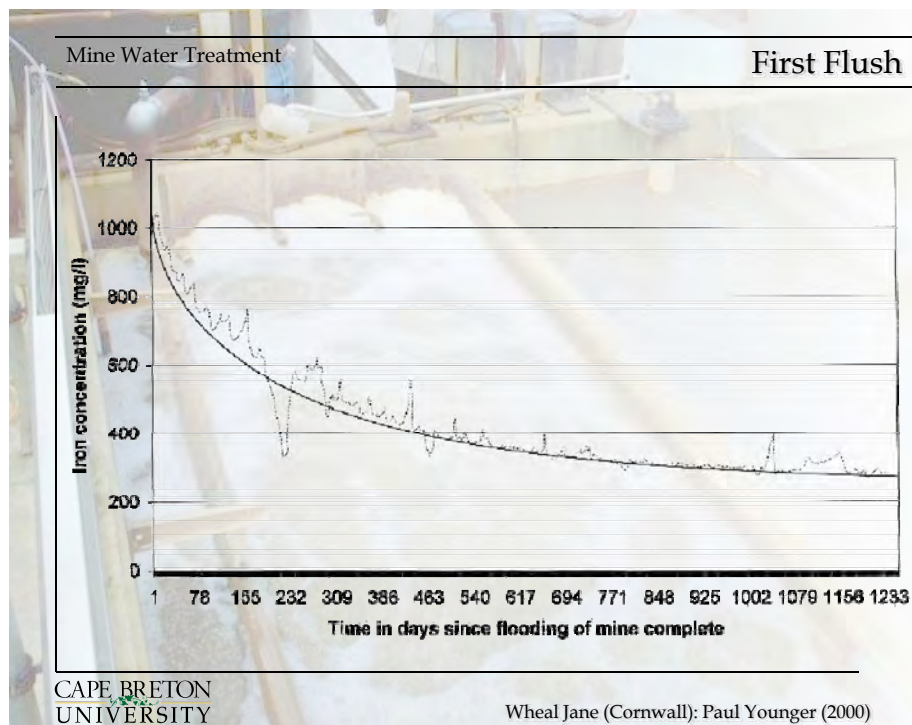 Mine Water Treatment
First Flush
1200
1000
800
600
400
200
0
Iron concentration (mg/l)
1 78 155 232 309 386 463 540 617 694 771 848 925 1002 1079 1156 1233
Time in days since flooding of mine complete
CAPE BRETON
UNIVERSITY
Wheal Jane (Cornwall): Paul Younger (2000)